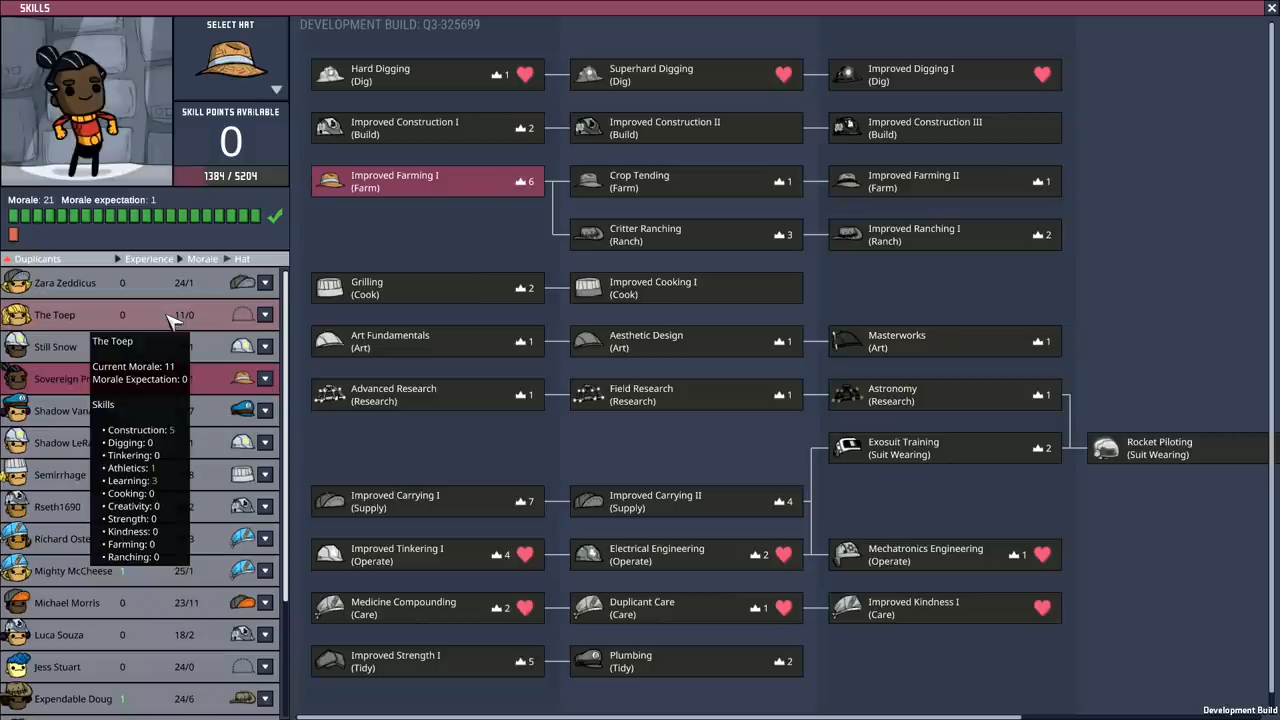 SKILLS
DEVELOPMENT BUILD: Q3-325699
SELECT HAT
SKILL POINTS AVAILABLE
0
1384 / 5204
Morale: 21 Morale expectation: 1
Duplicants Experience Morale Hat
Zara Zeddicus 0 24/1
The Toep 0 11/0
Still Snow
Sovereign
Shadow
Shadow
Semirrhage
Rseth1690
Richard
Mighty McCheese 1 25/1
Michael Morris 0 23/11
Luca Souza 0 18/2
Jess Stuart 0 24/0
Expendable Doug 1 24/6
The Toep
Current Morale: 11
Morale Expectation: 0
Skills
• Construction: 5
• Digging: 0
• Tinkering: 0
• Athletics: 1
• Learning: 3
• Cooking: 0
• Creativity: 0
• Strength: 0
• Kindness: 0
• Farming: 0
• Ranching: 0
Hard Digging
(Dig)
1
Superhard Digging
(Dig)
Improved Digging I
(Dig)
Improved Construction I
(Build)
2
Improved Construction II
(Build)
Improved Construction III
(Build)
Improved Farming I
(Farm)
6
Crop Tending
(Farm)
1
Improved Farming II
(Farm)
1
Critter Ranching
(Ranch)
3
Improved Ranching I
(Ranch)
2
Grilling
(Cook)
2
Improved Cooking I
(Cook)
Art Fundamentals
(Art)
1
Aesthetic Design
(Art)
1
Masterworks
(Art)
1
Advanced Research
(Research)
1
Field Research
(Research)
1
Astronomy
(Research)
1
Exosuit Training
(Suit Wearing)
2
Rocket Piloting
(Suit Wearing)
Improved Carrying I
(Supply)
7
Improved Carrying II
(Supply)
4
Improved Tinkering I
(Operate)
4
Electrical Engineering
(Operate)
2
Mechatronics Engineering
(Operate)
1
Medicine Compounding
(Care)
2
Duplicant Care
(Care)
1
Improved Kindness I
(Care)
Improved Strength I
(Tidy)
5
Plumbing
(Tidy)
2
Development Build